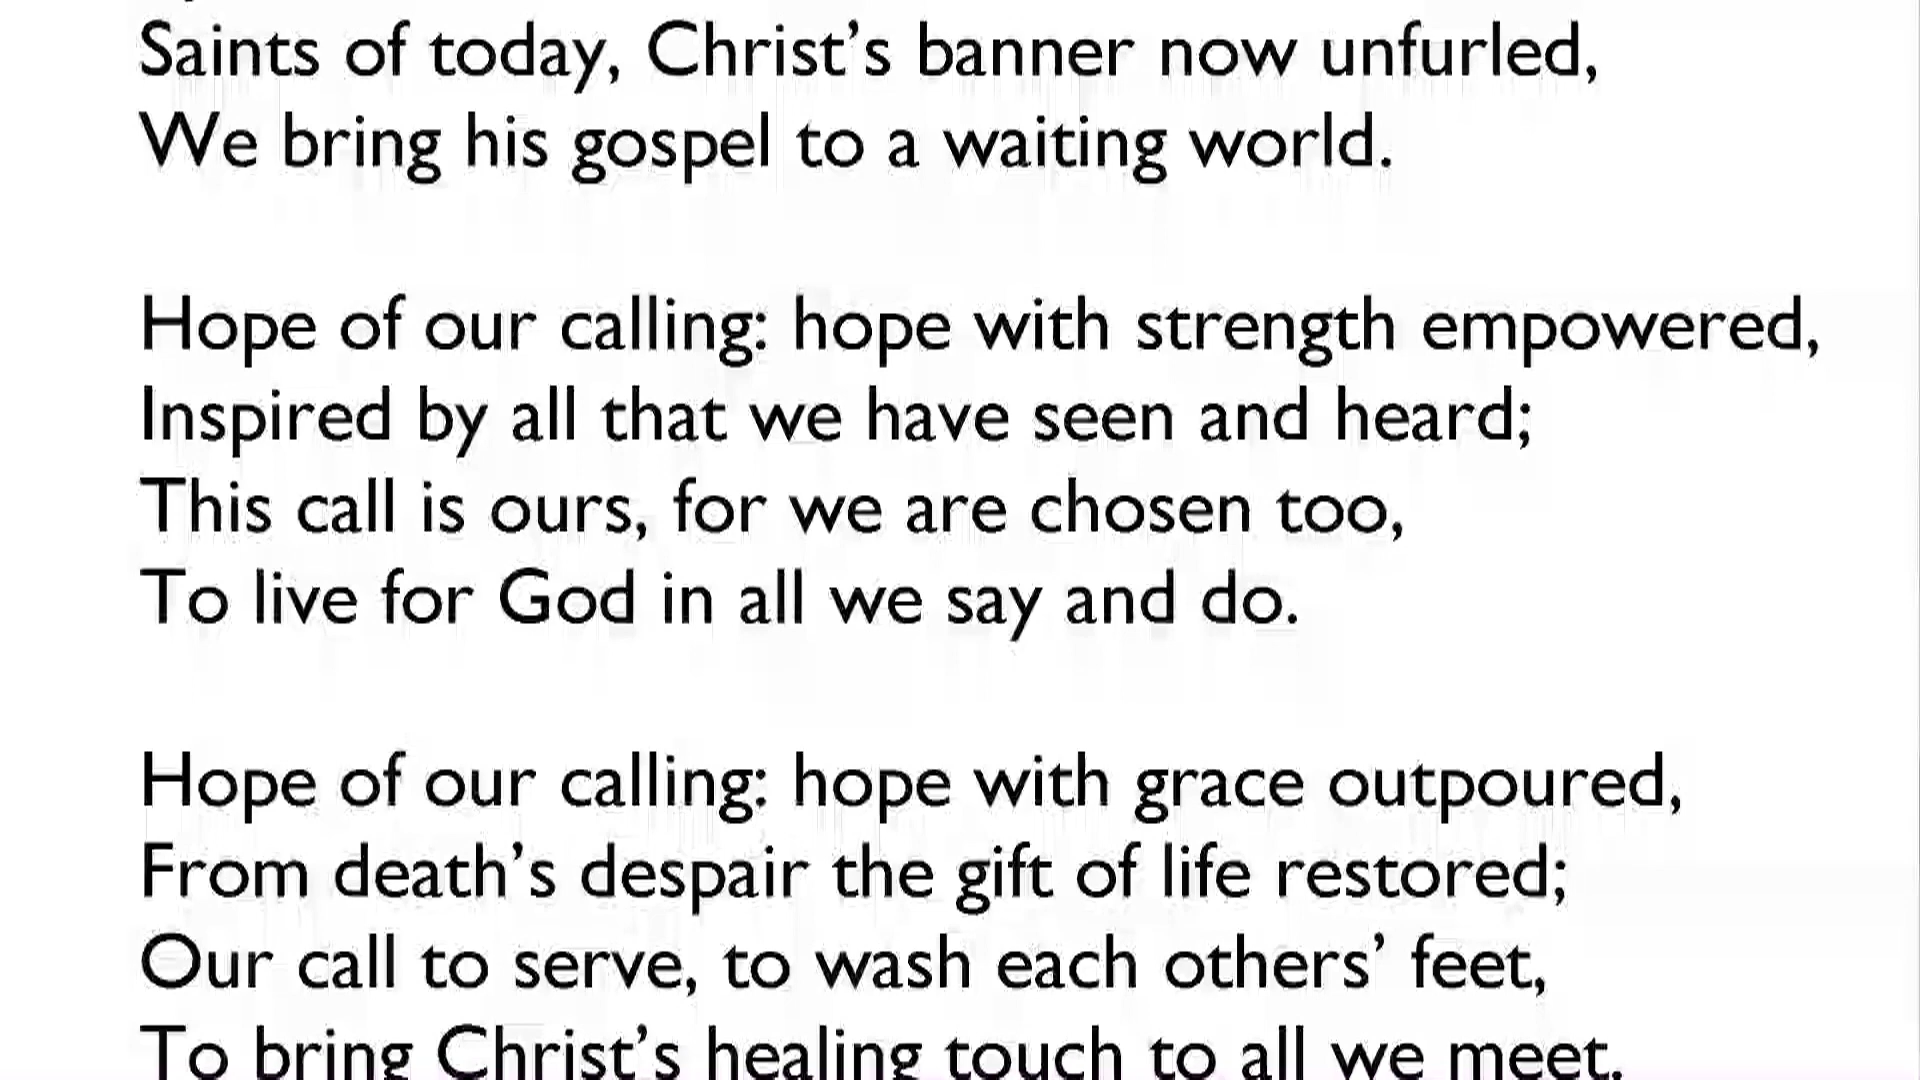 Saints of today, Christ’s banner now unfurled,
We bring his gospel to a waiting world.
Hope of our calling: hope with strength empowered,
Inspired by all that we have seen and heard;
This call is ours, for we are chosen too,
To live for God in all we say and do.
Hope of our calling: hope with grace outpoured,
From death’s despair the gift of life restored;
Our call to serve, to wash each others’ feet,
To bring Christ’s healing touch to all we meet.